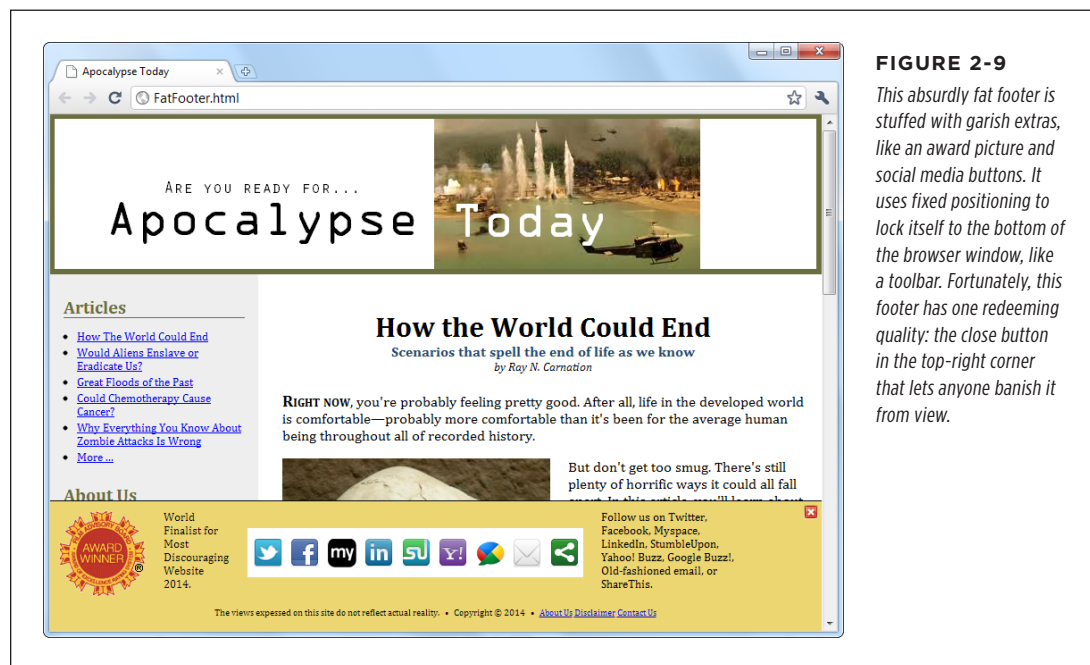 Apocalypse Today
FatFooter.html
ARE YOU READY FOR...
Apocalypse Today
Articles
How The World Could End
Would Aliens Enslave or
Eradicate Us?
Great Floods of the Past
Could Chemotherapy Cause
Cancer?
Why Everything You Know About
Zombie Attacks Is Wrong
More ...
About Us
How the World Could End
Scenarios that spell the end of life as we know
by Ray N. Carnation
RIGHT NOW, you're probably feeling pretty good. After all, life in the developed world
is comfortable—probably more comfortable than it's been for the average human
being throughout all of recorded history.
But don't get too smug. There's still
plenty of horrific ways it could all fall
apart. In this article, you'll learn about
AWARD
WINNER
®
World
Finalist for
Most
Discouraging
Website
2014.
my
in
Y!
Follow us on Twitter,
Facebook, Myspace,
LinkedIn, StumbleUpon,
Yahoo! Buzz, Google Buzz!,
Old-fashioned email, or
ShareThis.
The views expressed on this site do not reflect actual reality. • Copyright © 2014 • About Us Disclaimer Contact Us
FIGURE 2-9
This absurdly fat footer is
stuffed with garish extras,
like an award picture and
social media buttons. It
uses fixed positioning to
lock itself to the bottom of
the browser window, like
a toolbar. Fortunately, this
footer has one redeeming
quality: the close button
in the top-right corner
that lets anyone banish it
from view.